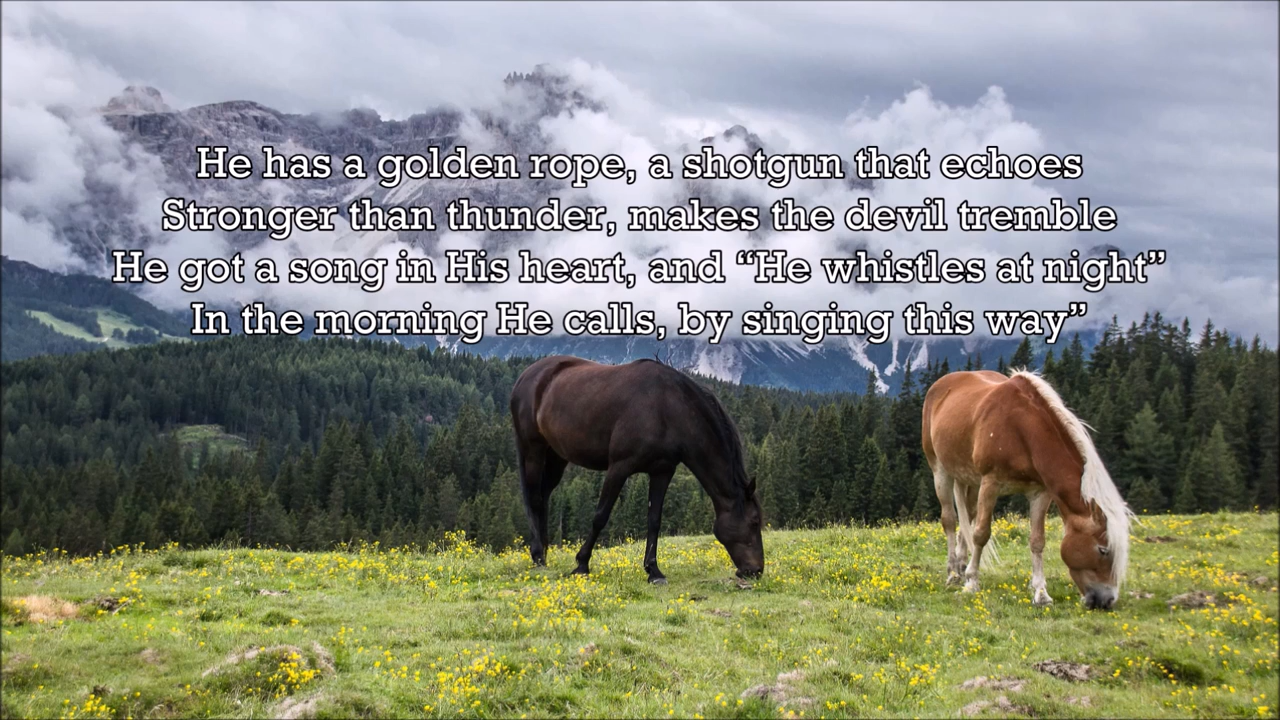 He has a golden rope, a shotgun that echoes
Stronger than thunder, makes the devil tremble
He got a song in His heart, and “He whistles at night”
In the morning He calls, by singing this way”